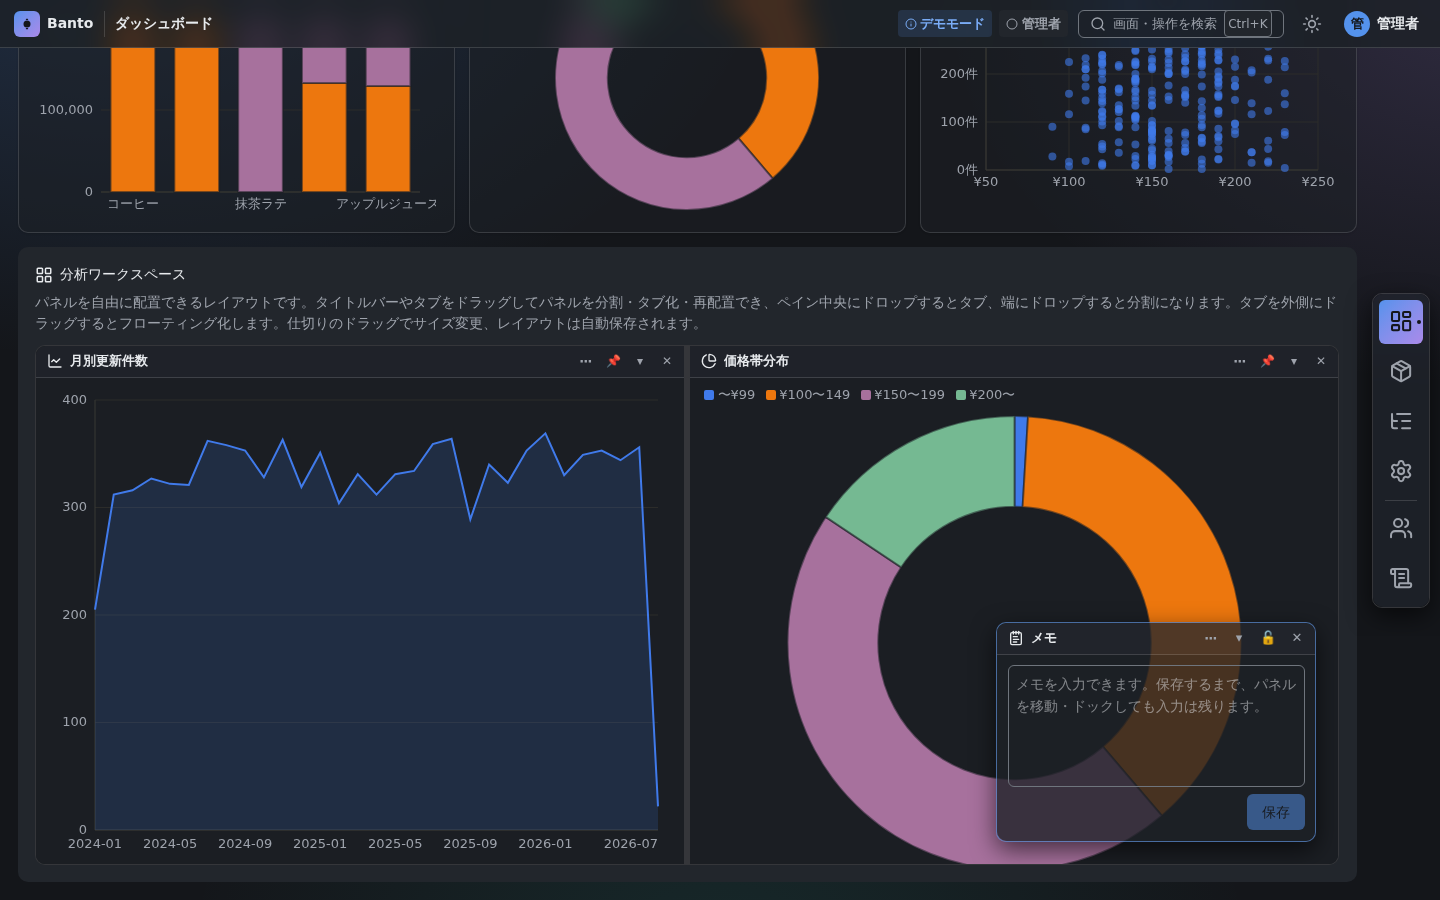 Banto
ダッシュボード
デモモード
管理者
画面・操作を検索
Ctrl+K
管
管理者
100,000
0
コーヒー
抹茶ラテ
アップルジュース
200件
100件
0件
¥50
¥100
¥150
¥200
¥250
分析ワークスペース
パネルを自由に配置できるレイアウトです。タイトルバーやタブをドラッグしてパネルを分割・タブ化・再配置でき、ペイン中央にドロップするとタブ、端にドロップすると分割になります。タブを外側にド
ラッグするとフローティング化します。仕切りのドラッグでサイズ変更、レイアウトは自動保存されます。
月別更新件数
400
300
200
100
0
2024-01
2024-05
2024-09
2025-01
2025-05
2025-09
2026-01
2026-07
価格帯分布
〜¥99
¥100〜149
¥150〜199
¥200〜
メモ
メモを入力できます。保存するまで、パネル
を移動・ドックしても入力は残ります。
保存